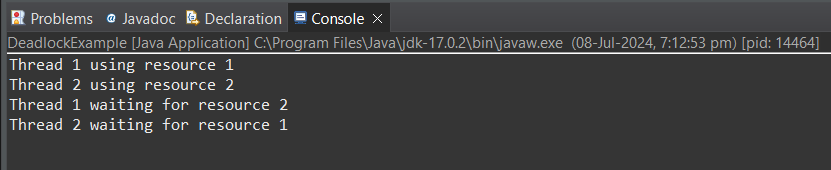 Problems @ Javadoc Declaration Console
DeadlockExample [Java Application] C:\Program Files\Java\jdk-17.0.2\bin\javaw.exe (08-Jul-2024, 7:12:53 pm) [pid: 14464]
Thread 1 using resource 1
Thread 2 using resource 2
Thread 1 waiting for resource 2
Thread 2 waiting for resource 1